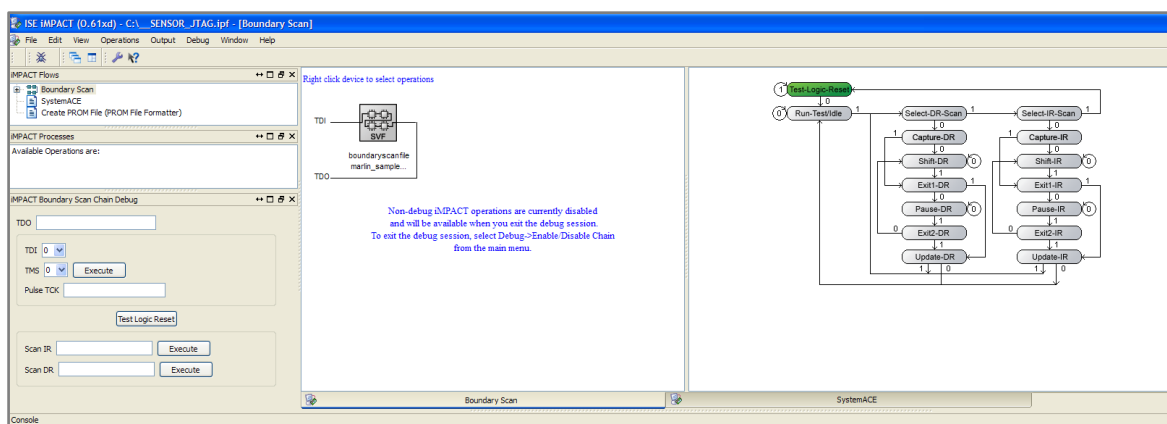 ISE iMPACT (O.61xd) - C:\__SENSOR_JTAG.ipf - [Boundary Scan]
File Edit View Operations Output Debug Window Help
iMPACT Flows
Boundary Scan
SystemACE
Create PROM File (PROM File Formatter)
iMPACT Processes
Available Operations are:
iMPACT Boundary Scan Chain Debug
TDO
TDI 0
TMS 0 Execute
Pulse TCK
Test Logic Reset
Scan IR Execute
Scan DR Execute
Right click device to select operations
TDI
SVF
boundaryscanfile
marlin_sample...
TDO
Non-debug iMPACT operations are currently disabled
and will be available when you exit the debug session.
To exit the debug session, select Debug->Enable/Disable Chain
from the main menu.
1 Test-Logic-Reset
0
0 Run-Test/Idle 1 Select-DR-Scan 1 Select-IR-Scan 1
0 0
1 Capture-DR 1 Capture-IR
0 0
Shift-DR 0 Shift-IR 0
1 1
Exit1-DR 1 Exit1-IR 1
0 0
Pause-DR 0 Pause-IR 0
1 1
0 Exit2-DR 0 Exit2-IR
1 1
Update-DR Update-IR
1 0 1 0
Boundary Scan SystemACE
Console